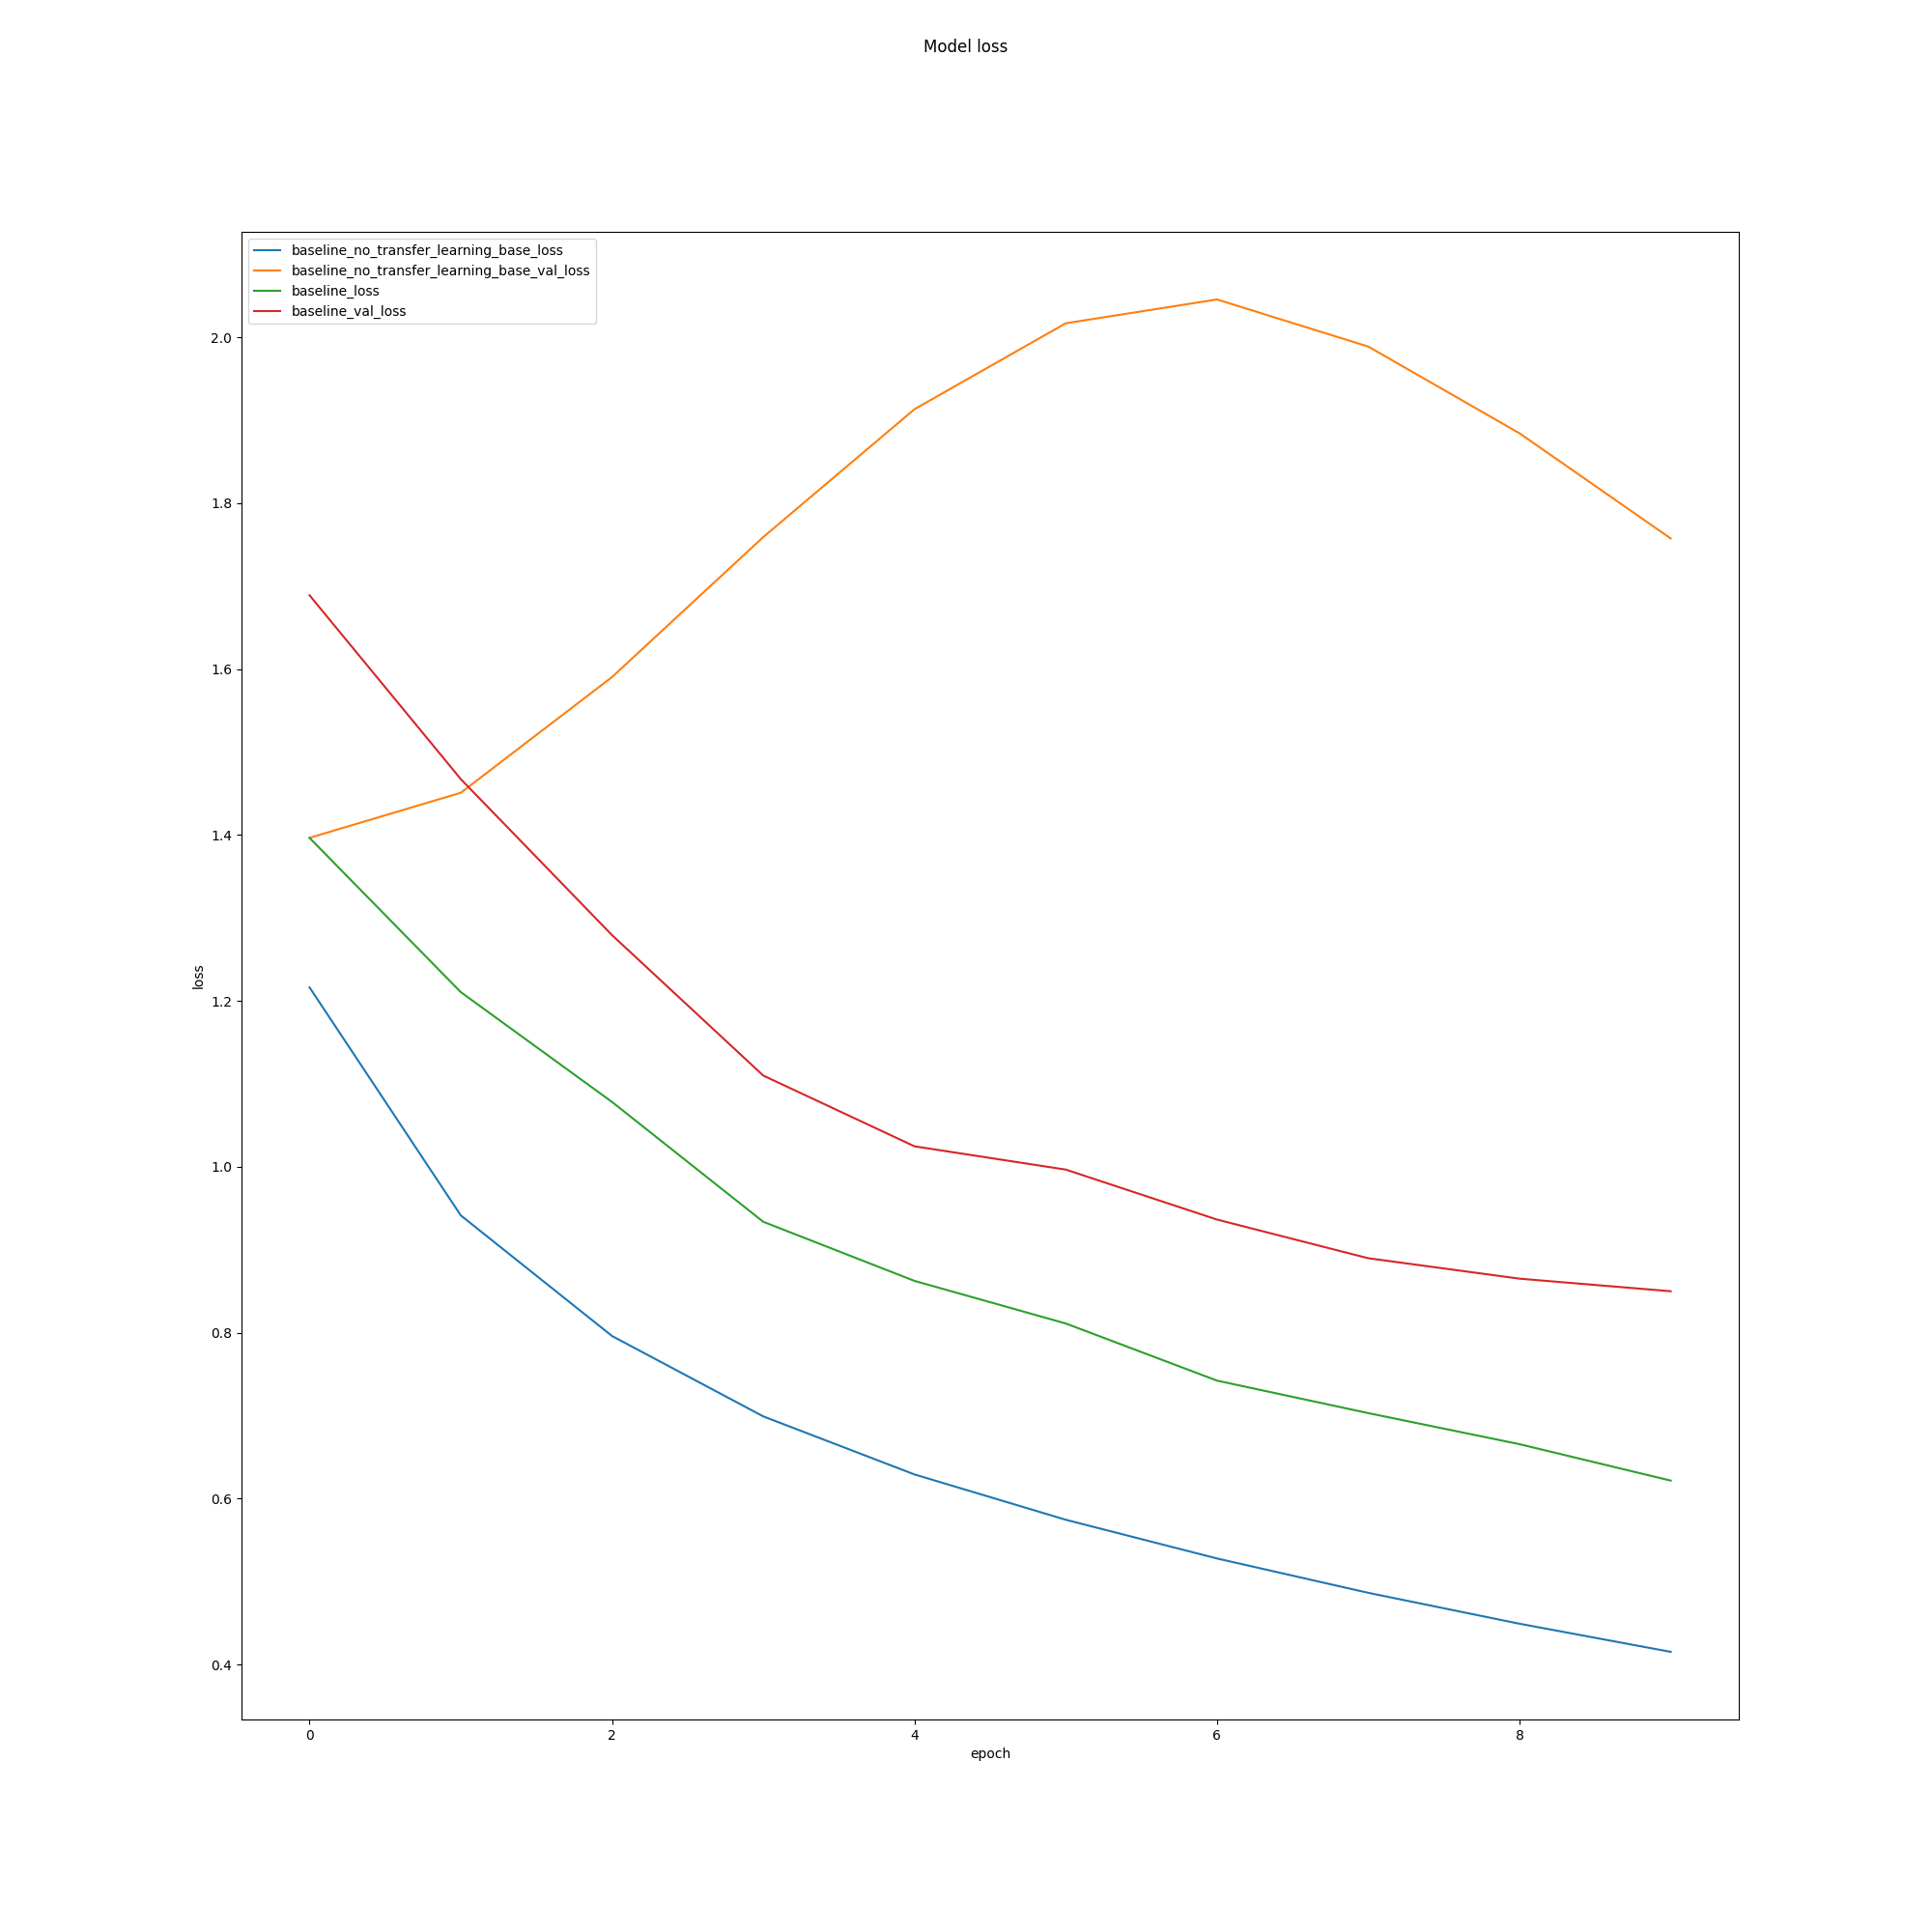 Model loss
baseline_no_transfer_learning_base_loss
baseline_no_transfer_learning_base_val_loss
baseline_loss
baseline_val_loss
2.0
1.8
1.6
1.4
1.2
1.0
0.8
0.6
0.4
loss
0 2 4 6 8
epoch